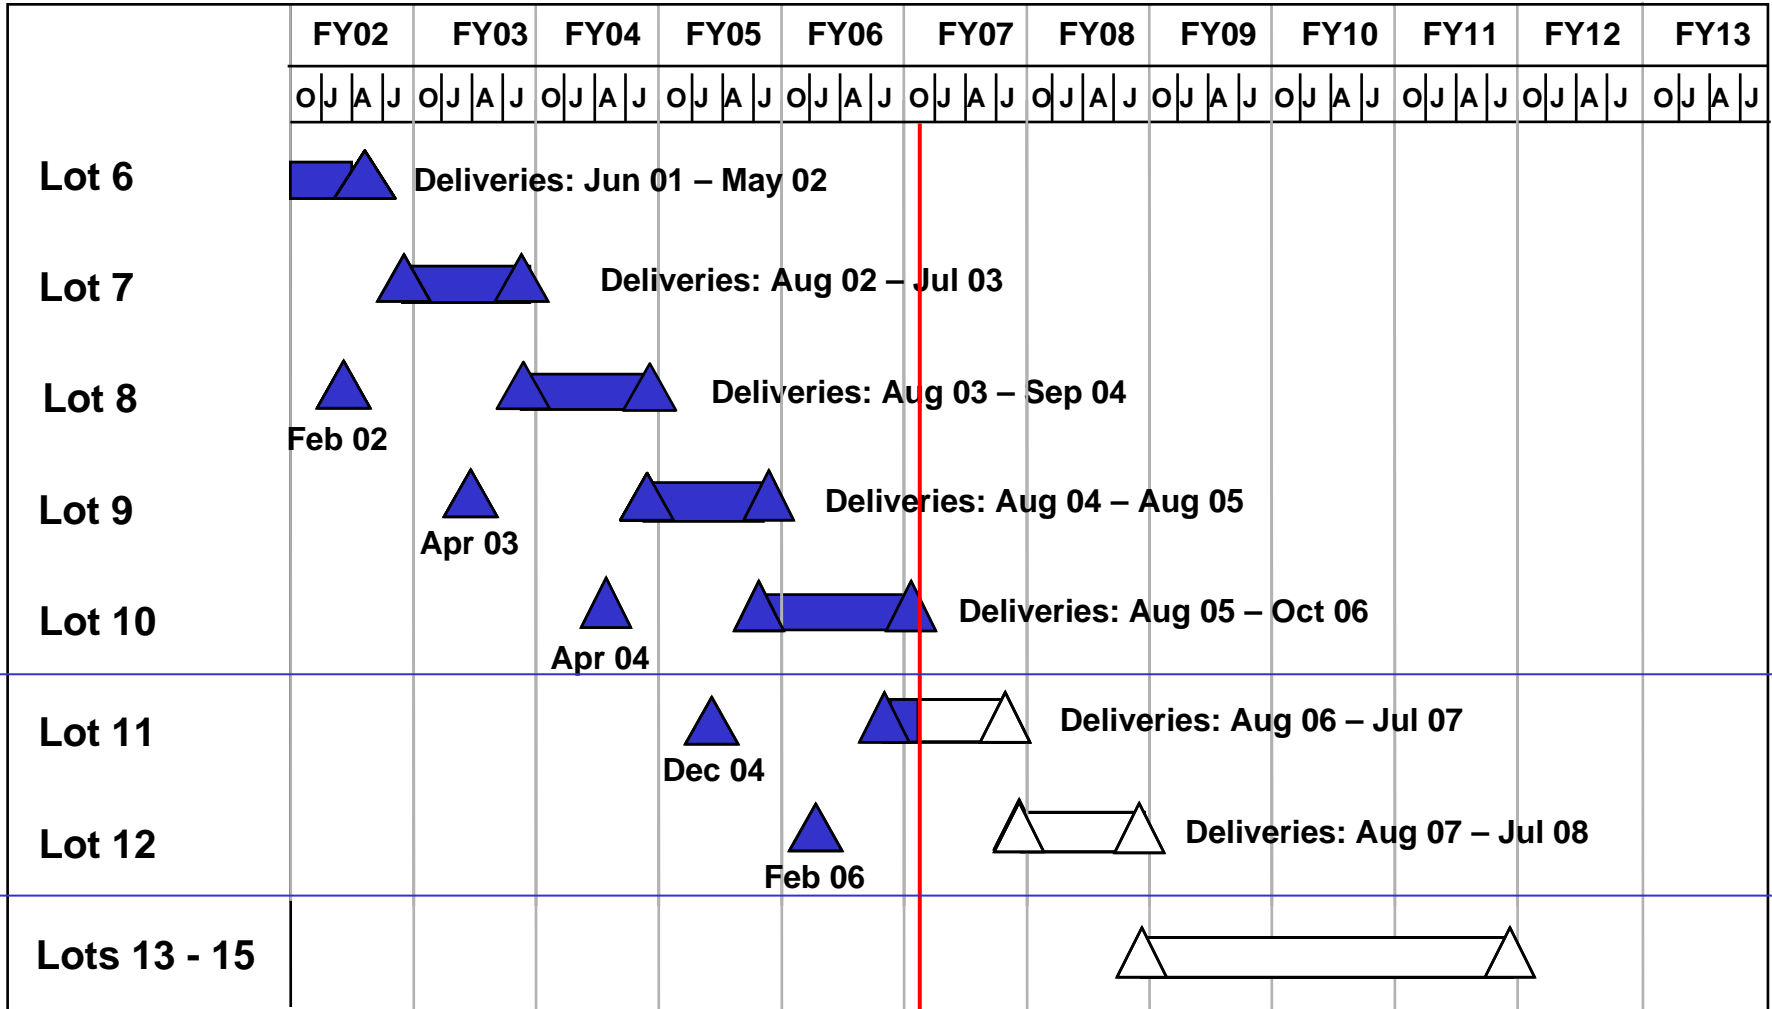 FY02 FY03 FY04 FY05 FY06 FY07 FY08 FY09 FY10 FY11 FY12 FY13
O J A J O J A J O J A J O J A J O J A J O J A J O J A J O J A J O J A J O J A J O J A J O J A J
Lot 6 Deliveries: Jun 01 – May 02
Lot 7 Deliveries: Aug 02 – Jul 03
Lot 8 Deliveries: Aug 03 – Sep 04
Feb 02
Lot 9 Deliveries: Aug 04 – Aug 05
Apr 03
Lot 10 Deliveries: Aug 05 – Oct 06
Apr 04
Lot 11 Deliveries: Aug 06 – Jul 07
Dec 04
Lot 12 Deliveries: Aug 07 – Jul 08
Feb 06
Lots 13 - 15